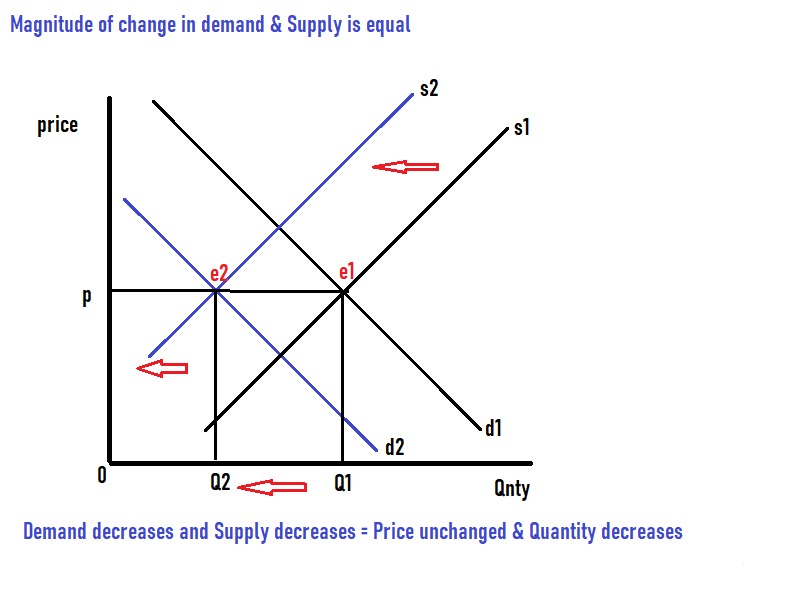 Magnitude of change in demand & Supply is equal
s2
price
s1
e2
e1
p
d1
d2
0
Q2
Q1
Qnty
Demand decreases and Supply decreases = Price unchanged & Quantity decreases